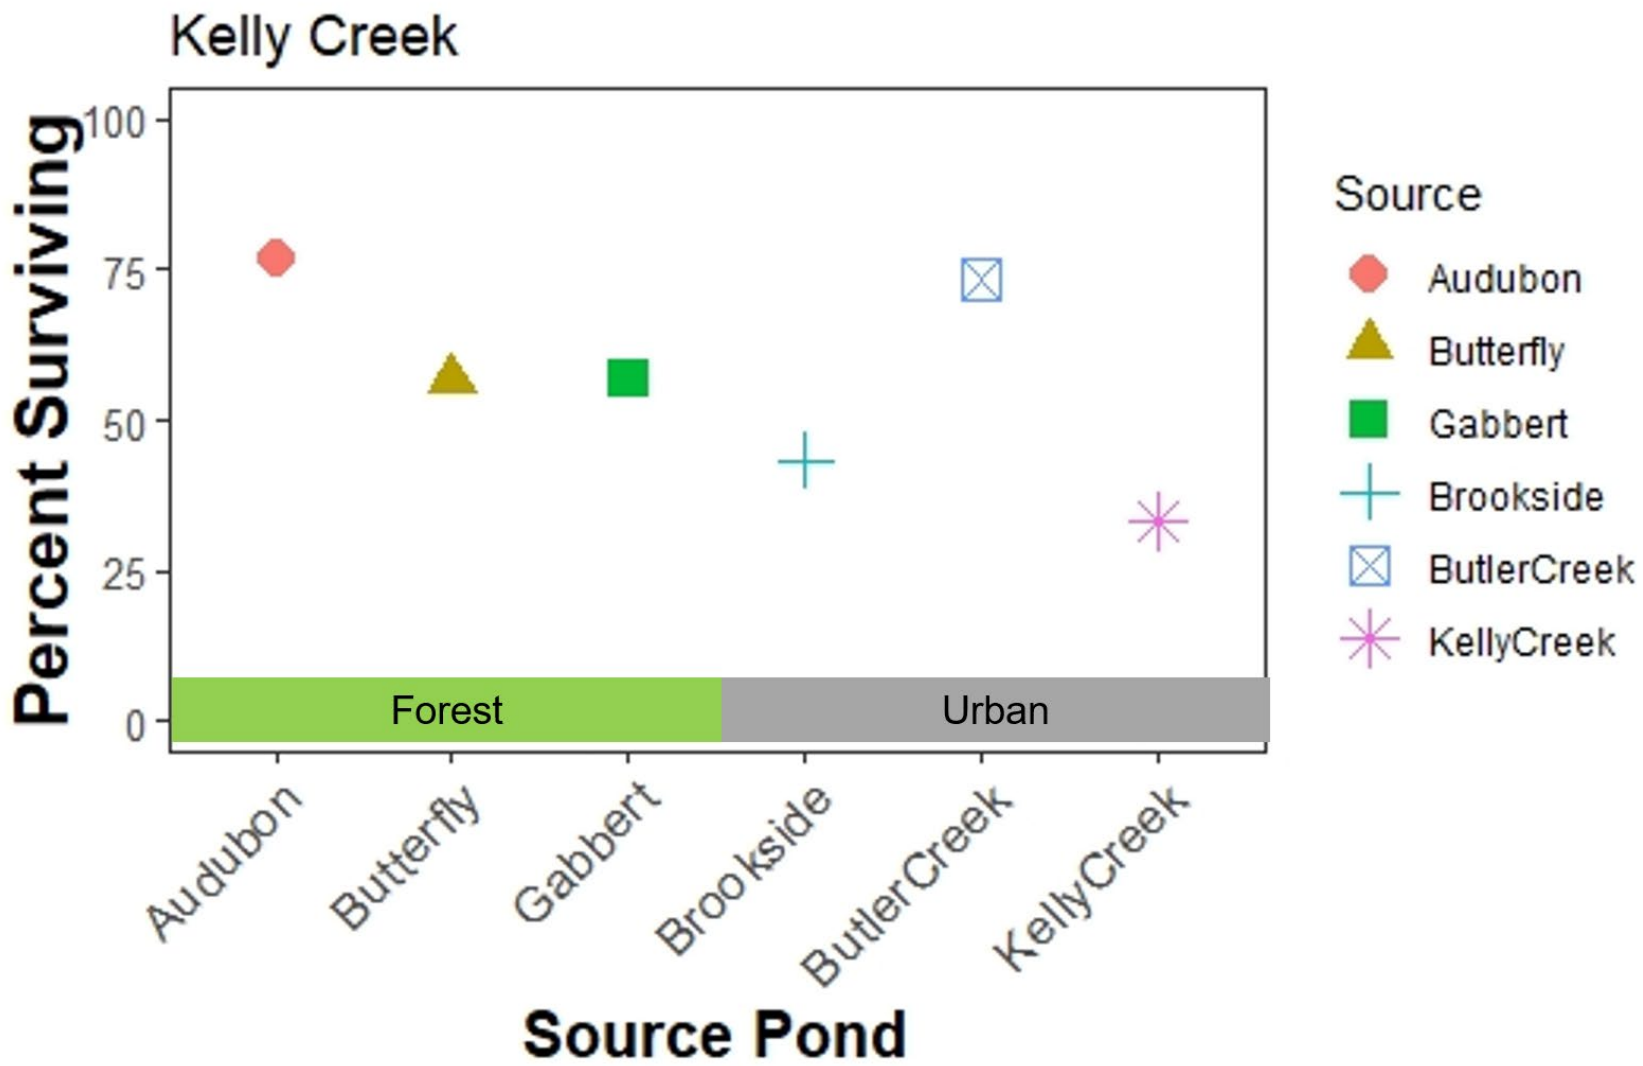 Kelly Creek
Percent Surviving
100
75
50
25
0
Forest
Urban
Audubon
Butterfly
Gabbert
Brookside
ButlerCreek
KellyCreek
Source Pond
Source
Audubon
Butterfly
Gabbert
Brookside
ButlerCreek
KellyCreek